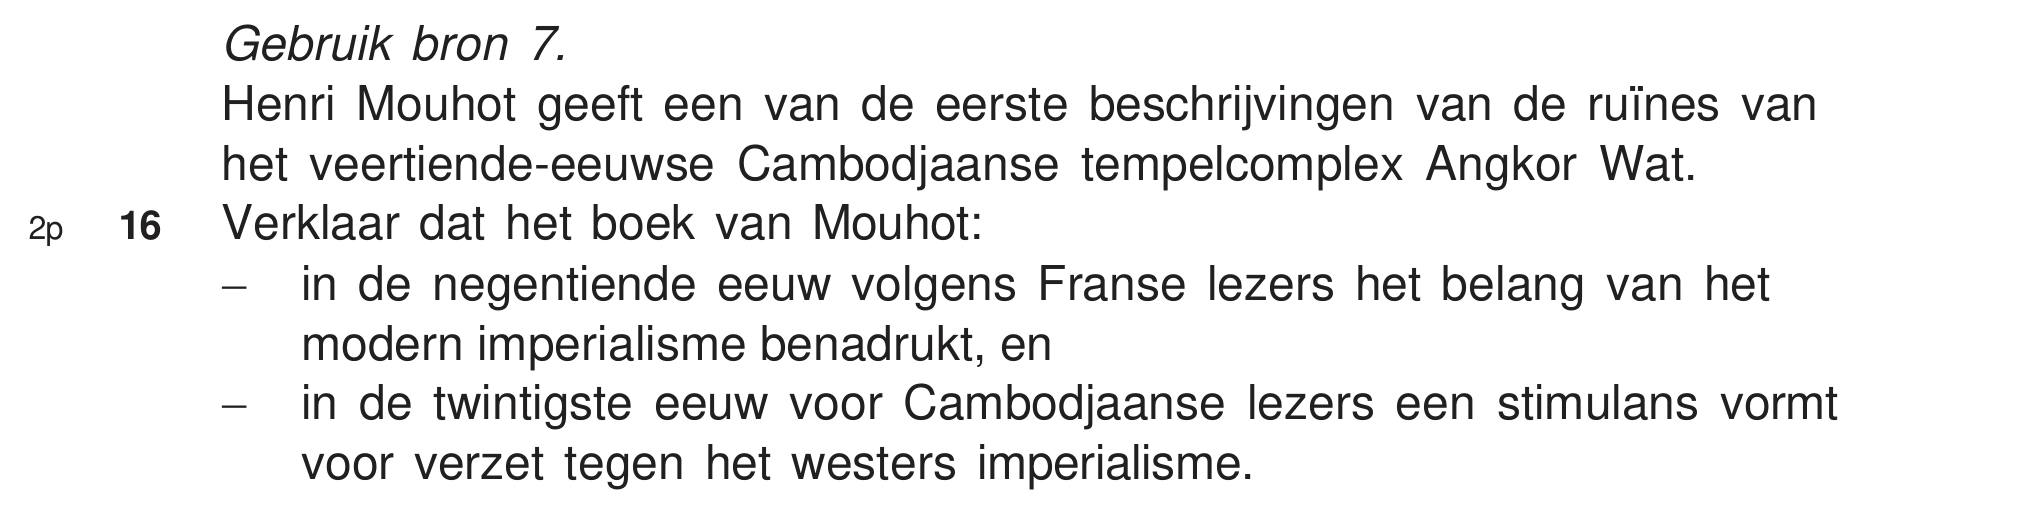 Gebruik bron 7.
Henri Mouhot geeft een van de eerste beschrijvingen van de ruïnes van
het veertiende-eeuwse Cambodjaanse tempelcomplex Angkor Wat.
2p 16 Verklaar dat het boek van Mouhot:
– in de negentiende eeuw volgens Franse lezers het belang van het
modern imperialisme benadrukt, en
– in de twintigste eeuw voor Cambodjaanse lezers een stimulans vormt
voor verzet tegen het westers imperialisme.